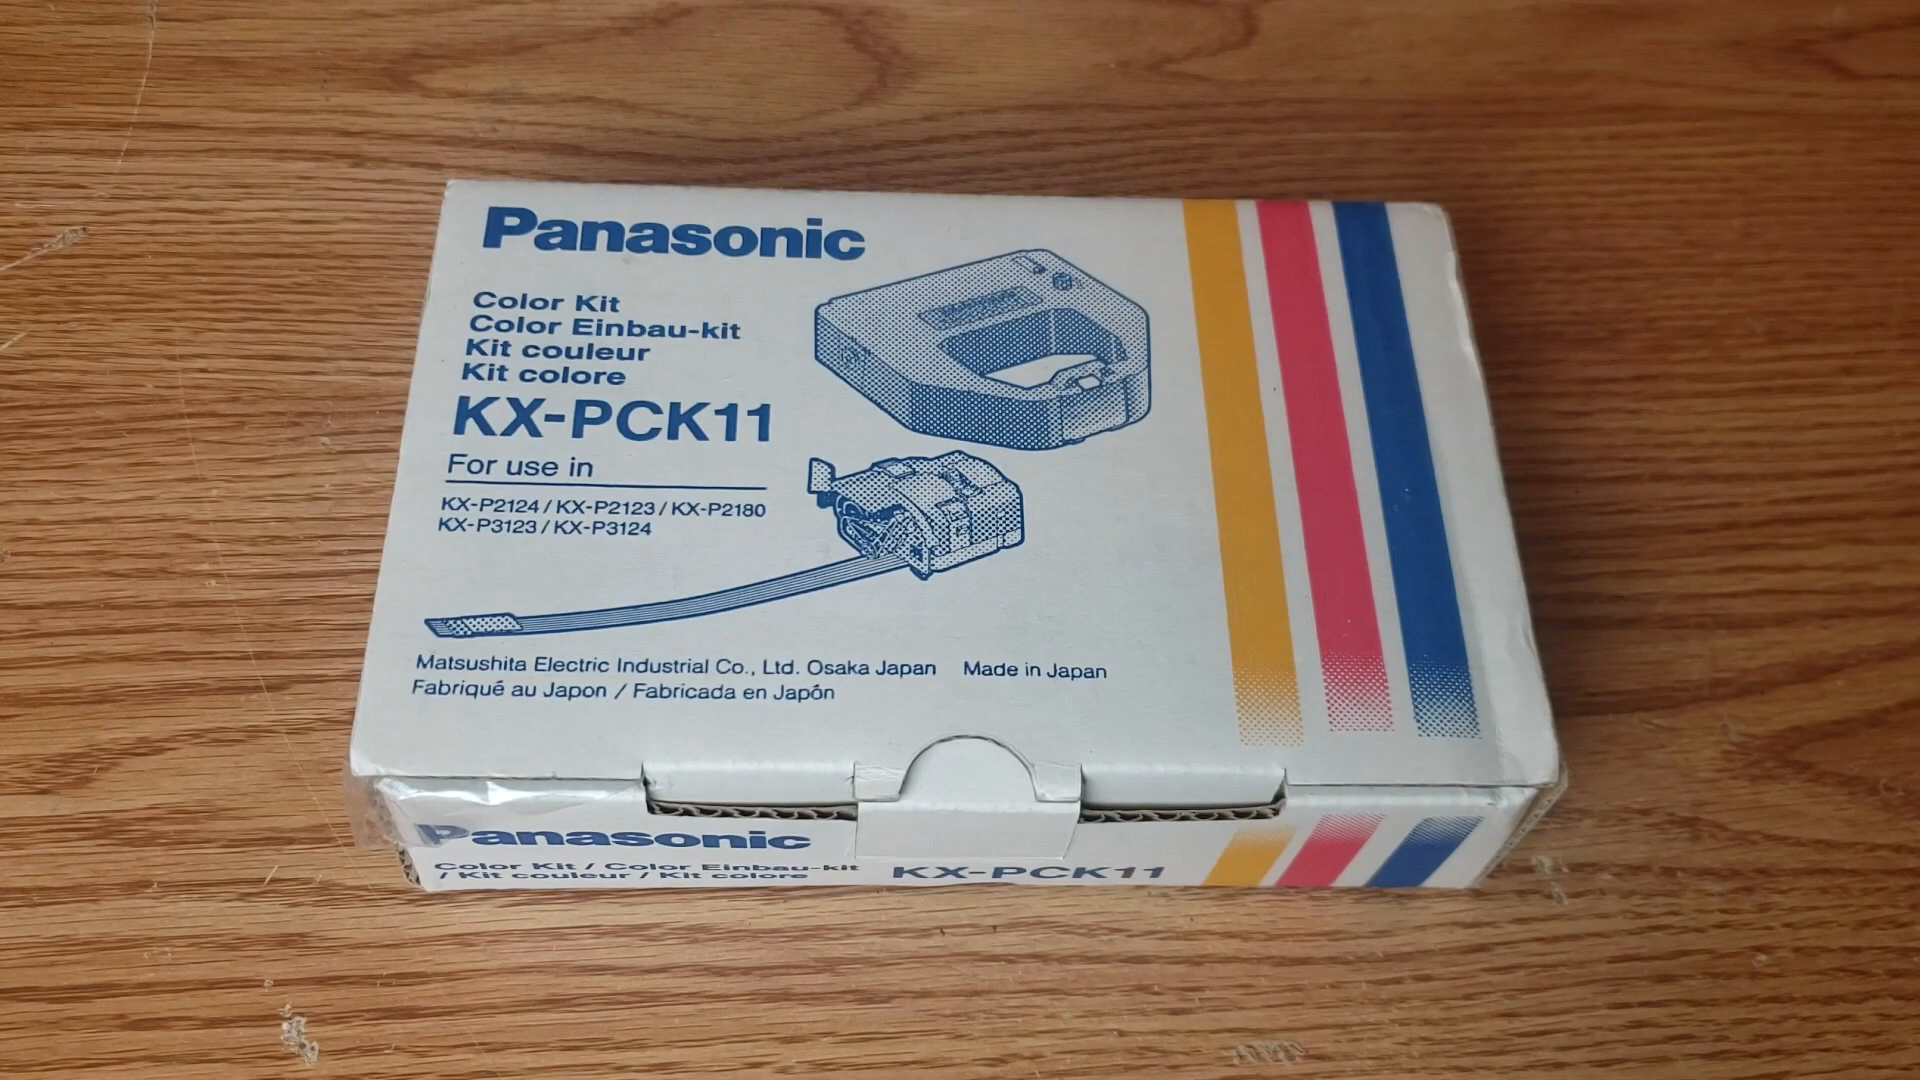 Panasonic
Color Kit
Color Einbau-kit
Kit couleur
Kit colore
KX-PCK11
For use in
KX-P2124 / KX-P2123 / KX-P2180
KX-P3123 / KX-P3124
Matsushita Electric Industrial Co., Ltd. Osaka Japan Made in Japan
Fabriqué au Japon / Fabricada en Japón
Panasonic
Color Kit / Color Einbau-kit
/ Kit couleur / Kit colore
KX-PCK11